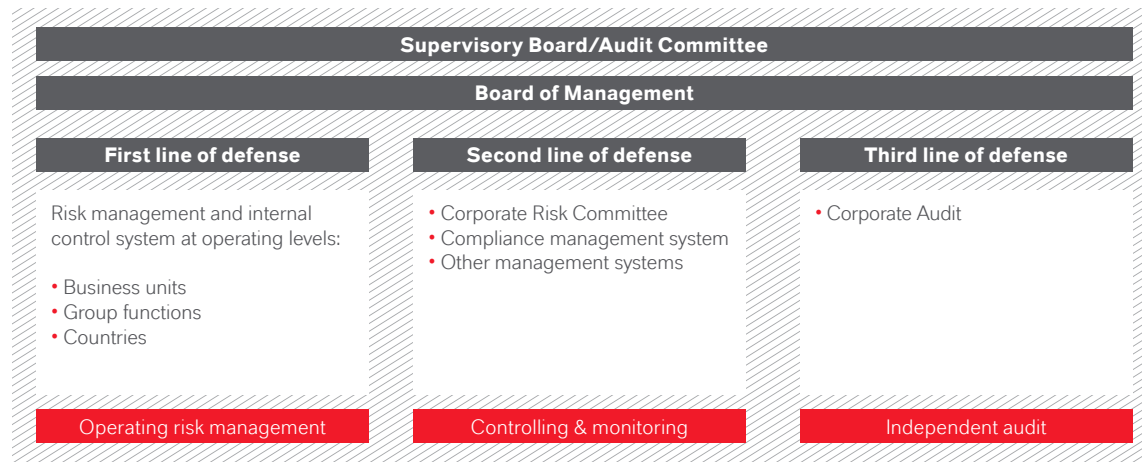 Supervisory Board/Audit Committee
Board of Management
First line of defense
Risk management and internal
control system at operating levels:
• Business units
• Group functions
• Countries
Operating risk management
Second line of defense
• Corporate Risk Committee
• Compliance management system
• Other management systems
Controlling & monitoring
Third line of defense
• Corporate Audit
Independent audit